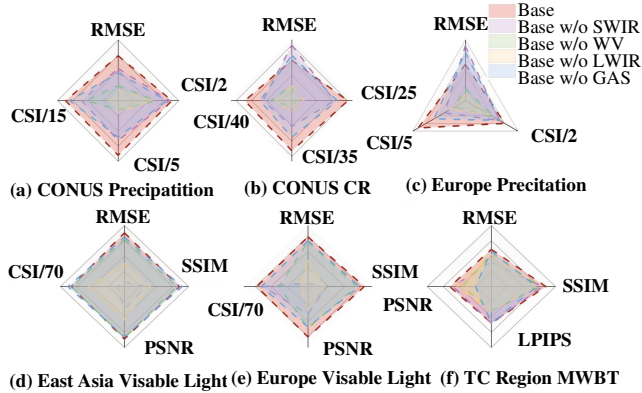 RMSE
CSI/2
CSI/15
CSI/5
(a) CONUS Precipatition
RMSE
CSI/25
CSI/40
CSI/35
(b) CONUS CR
RMSE
CSI/5
CSI/2
(c) Europe Precitation
Base
Base w/o SWIR
Base w/o WV
Base w/o LWIR
Base w/o GAS
RMSE
CSI/70
SSIM
PSNR
(d) East Asia Visable Light
RMSE
SSIM
CSI/70
PSNR
(e) Europe Visable Light
RMSE
PSNR
SSIM
LPIPS
(f) TC Region MWBT